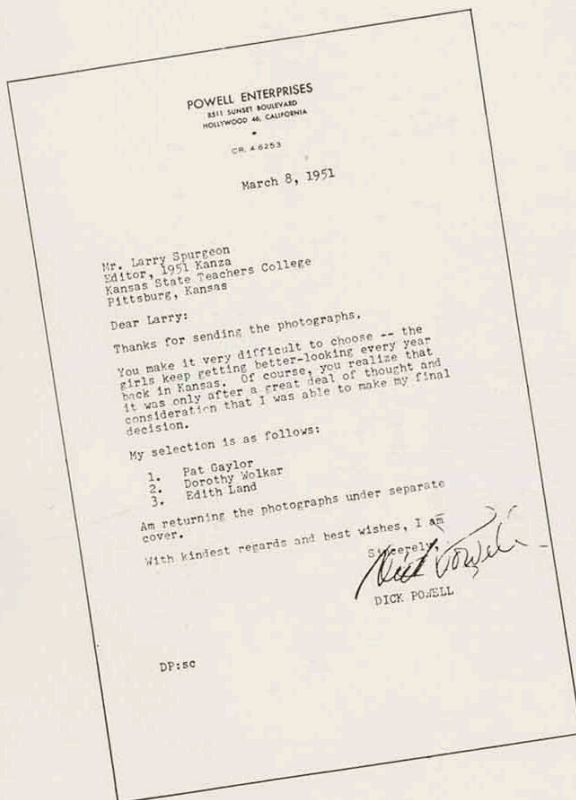 POWELL ENTERPRISES
8511 SUNSET BOULEVARD
HOLLYWOOD 46, CALIFORNIA
CR. 4 6253
March 8, 1951
Mr. Larry Spurgeon
Editor, 1951 Kanza
Kansas State Teachers College
Pittsburg, Kansas
Dear Larry:
Thanks for sending the photographs.
You make it very difficult to choose -- the
girls keep getting better-looking every year
back in Kansas. Of course, you realize that
it was only after a great deal of thought and
consideration that I was able to make my final
decision.
My selection is as follows:
1. Pat Gaylor
2. Dorothy Wolkar
3. Edith Land
Am returning the photographs under separate
cover.
With kindest regards and best wishes, I am
Sincerely,
Dick Powell
DICK POWELL
DP:sc